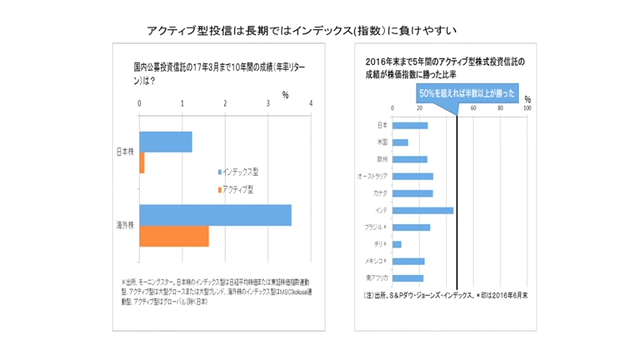 アクティブ型投信は長期ではインデックス(指数)に負けやすい
国内公募投資信託の17年3月まで10年間の成績(年率リター
ン)は?
%
0 1 2 3 4
日本株
海外株
インデックス型
アクティブ型
※出所、モーニングスター。日本株のインデックス型は日経平均株価または東証株価指数連動
型、アクティブ型は大型グロースまたは大型ブレンド、海外株のインデックス型はMSCIkokusai連
動型、アクティブ型はグローバル(除く日本)
2016年末まで5年間のアクティブ型株式投資信託の
成績が株価指数に勝った比率
50%を超えれば半数以上が勝った
%
0 20 40 60 80 100
日本
米国
欧州
オーストラリア
カナダ
インド
ブラジル*
チリ*
メキシコ*
南アフリカ
(注)出所、S&Pダウ・ジョーンズ・インデックス、*印は2016年6月末